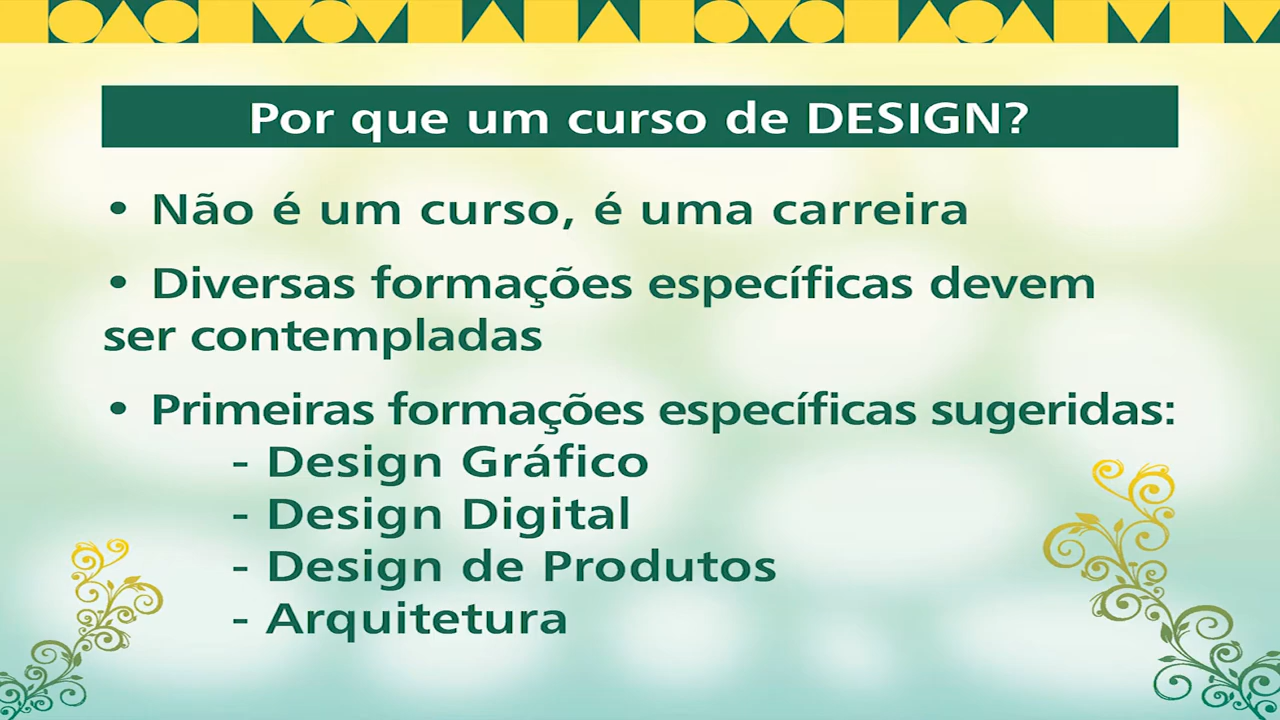 Por que um curso de DESIGN?
• Não é um curso, é uma carreira
• Diversas formações específicas devem
ser contempladas
• Primeiras formações específicas sugeridas:
- Design Gráfico
- Design Digital
- Design de Produtos
- Arquitetura